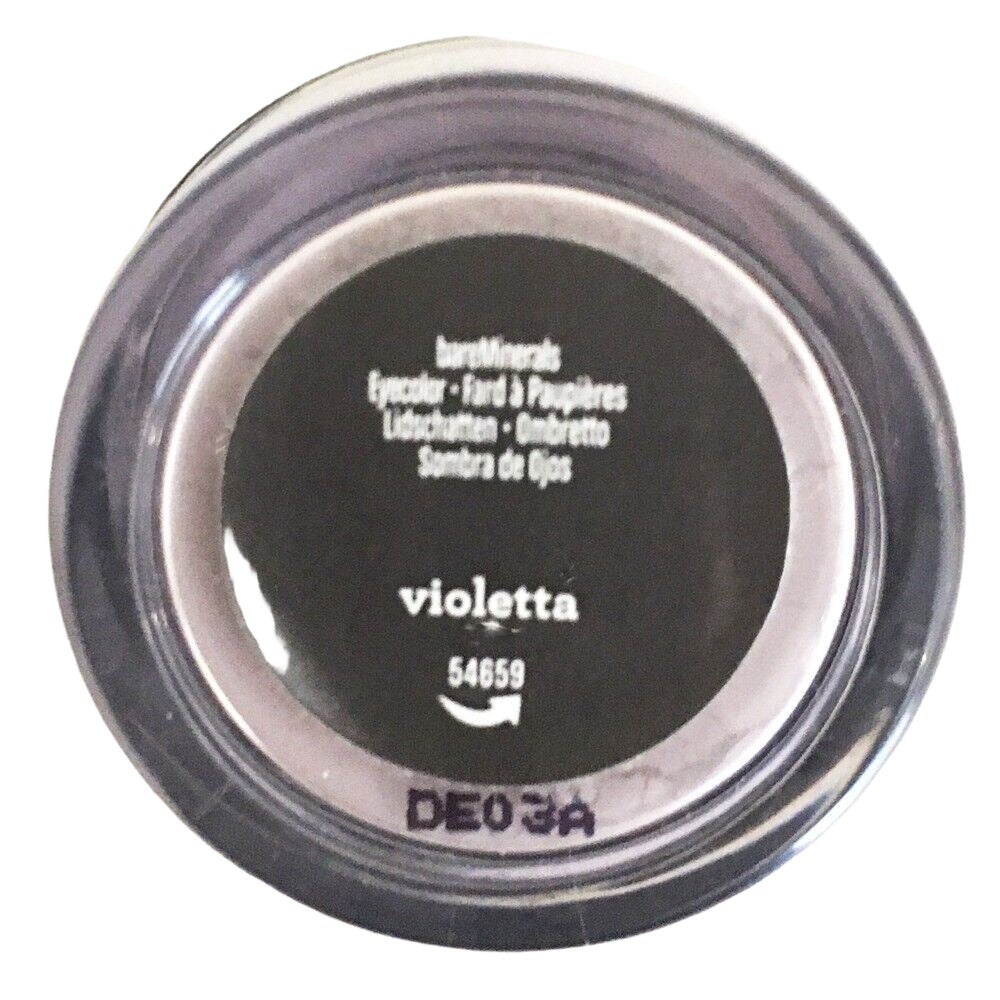 bareMinerals
Eyecolor • Fard à Paupières
Lidschatten • Ombretto
Sombra de Ojos
violetta
54659
DE03A